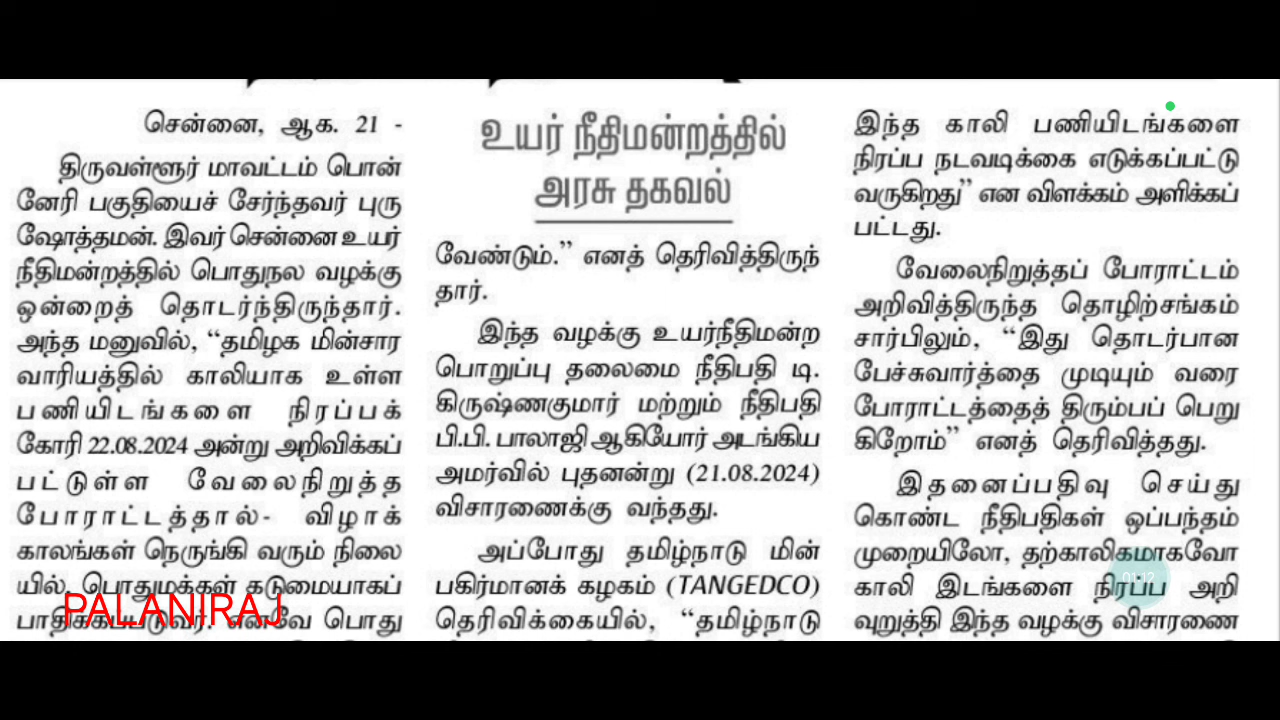 சென்னை, ஆக. 21 -
திருவள்ளூர் மாவட்டம் பொன்
னேரி பகுதியைச் சேர்ந்தவர் புரு
ஷோத்தமன். இவர் சென்னை உயர்
நீதிமன்றத்தில் பொதுநல வழக்கு
ஒன்றைத் தொடர்ந்திருந்தார்.
அந்த மனுவில், “தமிழக மின்சார
வாரியத்தில் காலியாக உள்ள
பணியிடங்களை நிரப்பக்
கோரி 22.08.2024 அன்று அறிவிக்கப்
பட்டுள்ள வேலைநிறுத்த
போராட்டத்தால்- விழாக்
காலங்கள் நெருங்கி வரும் நிலை
யில், பொதுமக்கள் கடுமையாகப்
பாதிக்கப்படுவர். எனவே பொது
PALANIRAJ
உயர் நீதிமன்றத்தில்
அரசு தகவல்
வேண்டும்.” எனத் தெரிவித்திருந்
தார்.
இந்த வழக்கு உயர்நீதிமன்ற
பொறுப்பு தலைமை நீதிபதி டி.
கிருஷ்ணகுமார் மற்றும் நீதிபதி
பி.பி. பாலாஜி ஆகியோர் அடங்கிய
அமர்வில் புதனன்று (21.08.2024)
விசாரணைக்கு வந்தது.
அப்போது தமிழ்நாடு மின்
பகிர்மானக் கழகம் (TANGEDCO)
தெரிவிக்கையில், “தமிழ்நாடு
இந்த காலி பணியிடங்களை
நிரப்ப நடவடிக்கை எடுக்கப்பட்டு
வருகிறது” என விளக்கம் அளிக்கப்
பட்டது.
வேலைநிறுத்தப் போராட்டம்
அறிவித்திருந்த தொழிற்சங்கம்
சார்பிலும், “இது தொடர்பான
பேச்சுவார்த்தை முடியும் வரை
போராட்டத்தைத் திரும்பப் பெறு
கிறோம்” எனத் தெரிவித்தது.
இதனைப்பதிவு செய்து
கொண்ட நீதிபதிகள் ஒப்பந்தம்
முறையிலோ, தற்காலிகமாகவோ
காலி இடங்களை நிரப்ப அறி
வுறுத்தி இந்த வழக்கு விசாரணை
01:12